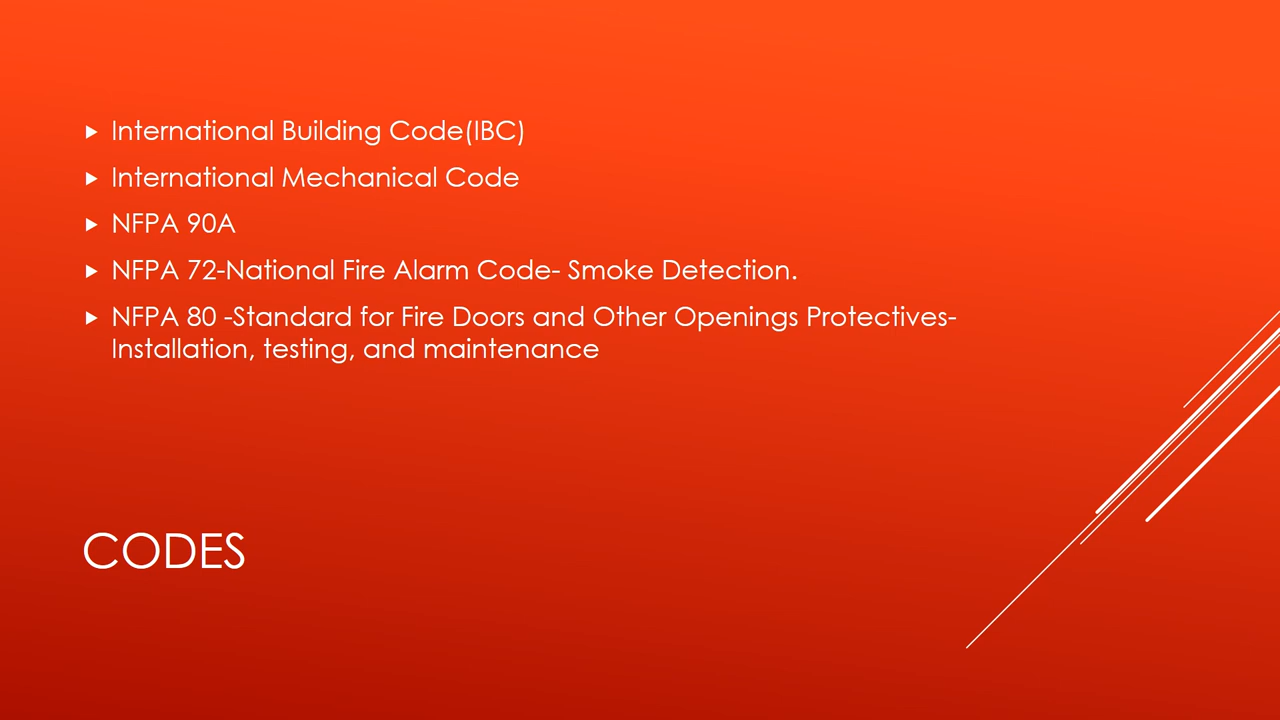 International Building Code(IBC)
International Mechanical Code
NFPA 90A
NFPA 72-National Fire Alarm Code- Smoke Detection.
NFPA 80 -Standard for Fire Doors and Other Openings Protectives-
Installation, testing, and maintenance
CODES